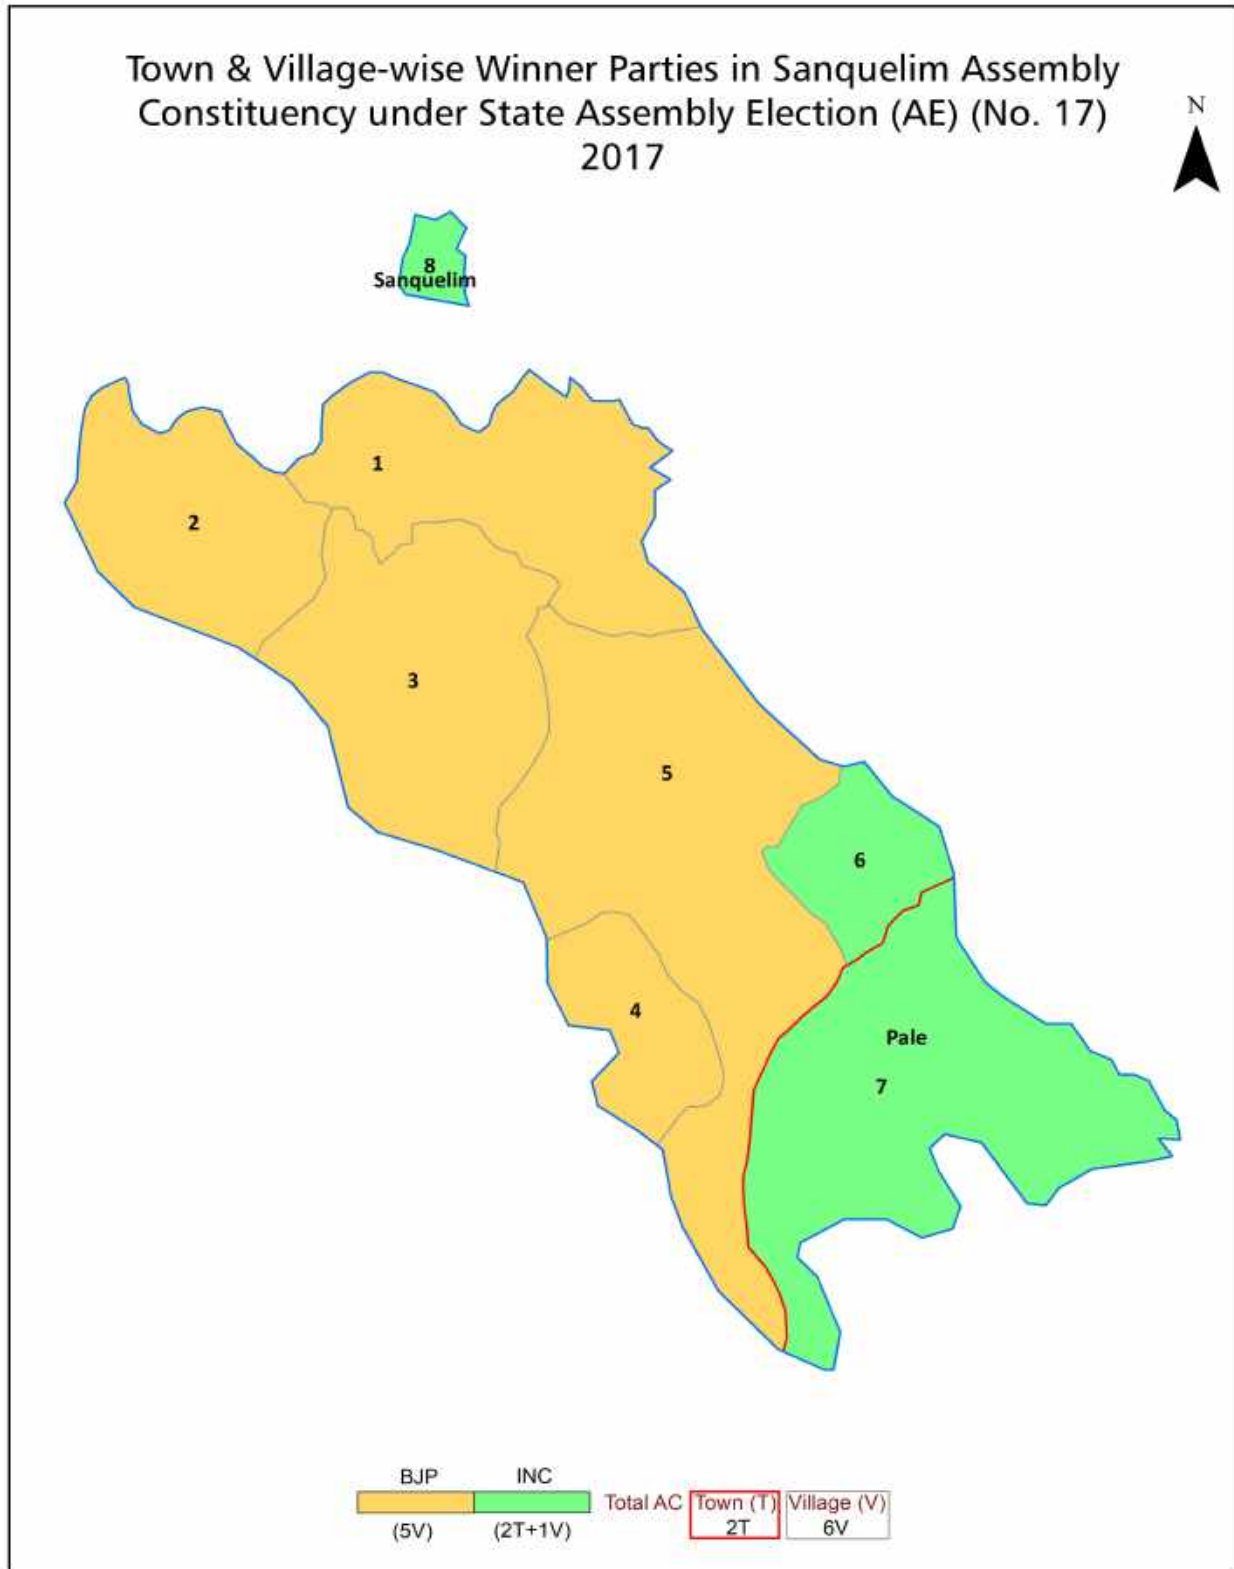 Town & Village-wise Winner Parties in Sanquelim Assembly
Constituency under State Assembly Election (AE) (No. 17)
2017
N
8
Sanquelim
1
2
3
5
6
4
Pale
7
BJP INC
Total AC Town (T) Village (V)
(5V) (2T+1V) 2T 6V